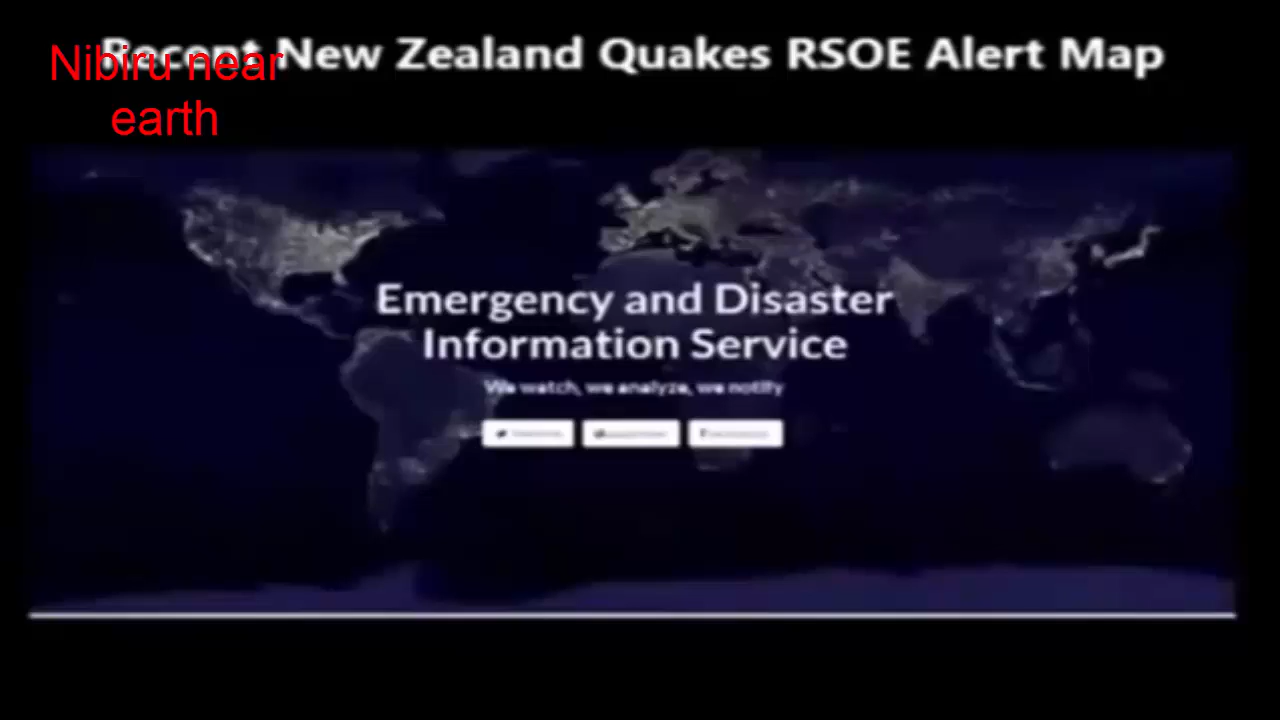 Recent New Zealand Quakes RSOE Alert Map
Nibiru near
earth
Emergency and Disaster
Information Service
We watch, we analyze, we notify